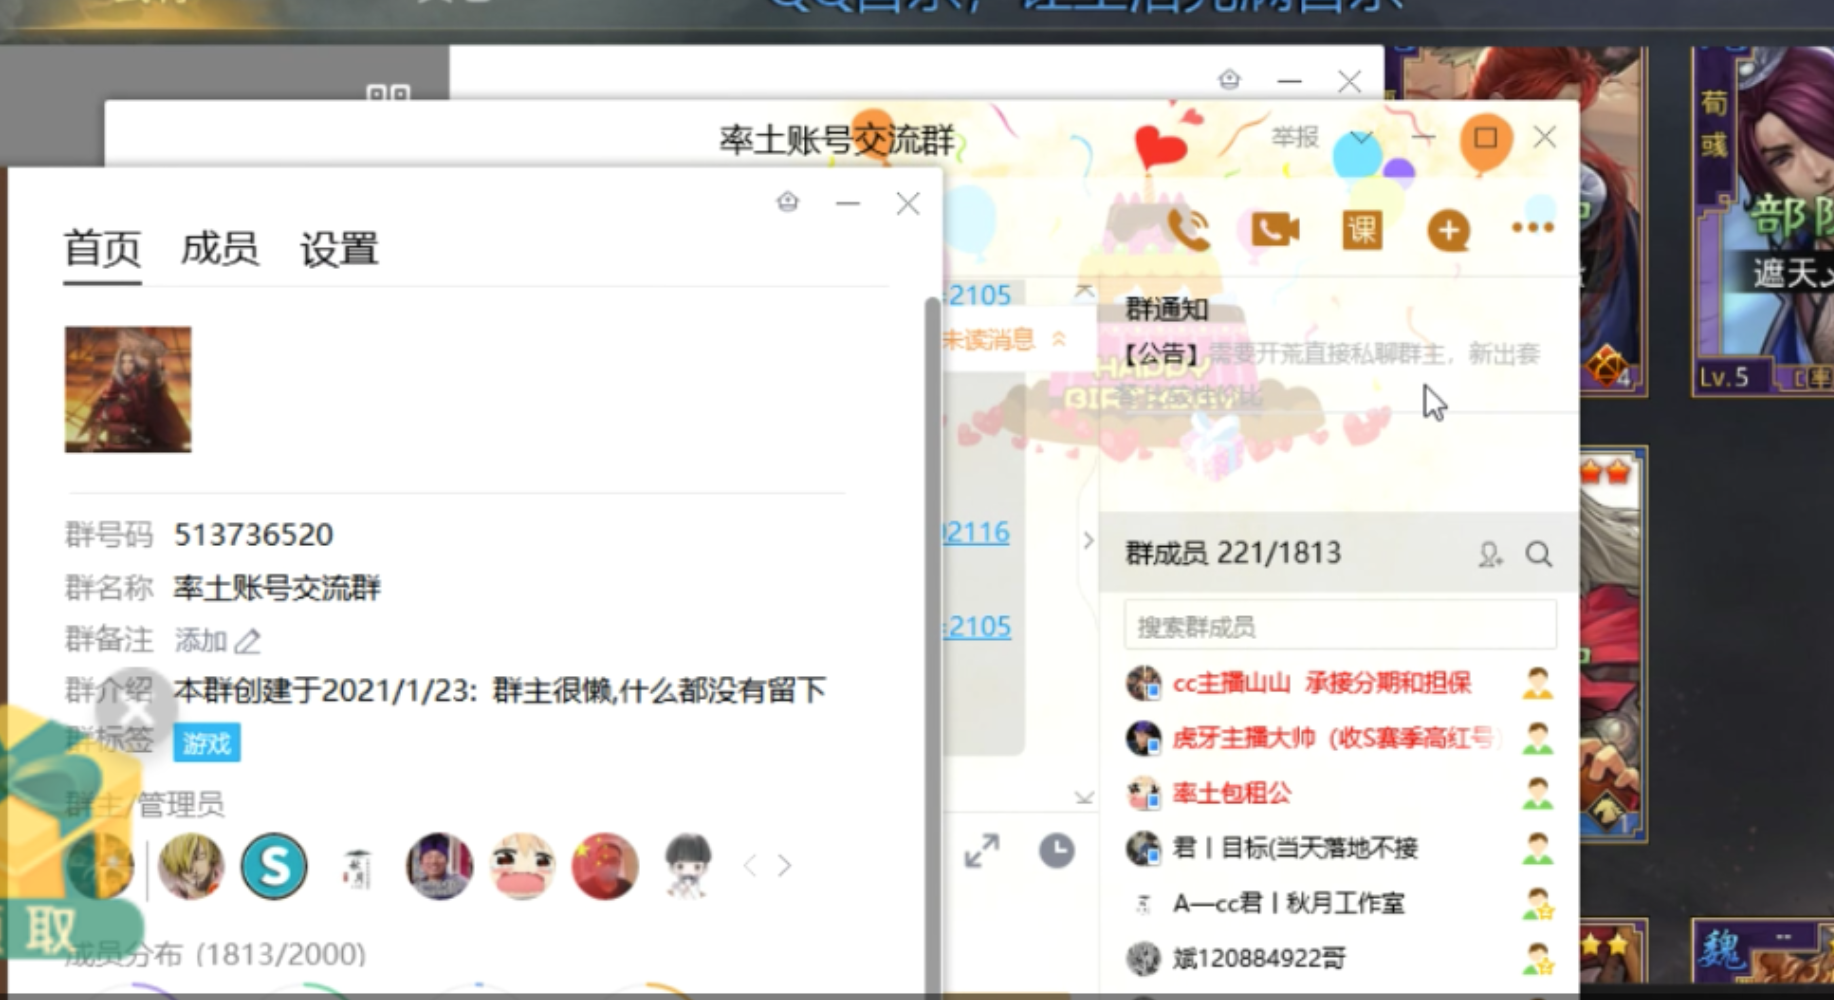 率土账号交流群
举报
首页 成员 设置
课
2105
群通知
未读消息
【公告】需要开荒直接私聊群主，新出套
群号码 513736520
群名称 率土账号交流群
群备注 添加
群介绍 本群创建于2021/1/23: 群主很懒,什么都没有留下
群标签 游戏
群主/管理员
S
成员分布 (1813/2000)
取
2116
2105
群成员 221/1813
搜索群成员
cc主播山山 承接分期和担保
虎牙主播大帅（收S赛季高红号
率土包租公
君丨目标(当天落地不接
A—cc君丨秋月工作室
斌120884922哥
荀彧
遮天
Lv.5
4
1
魏